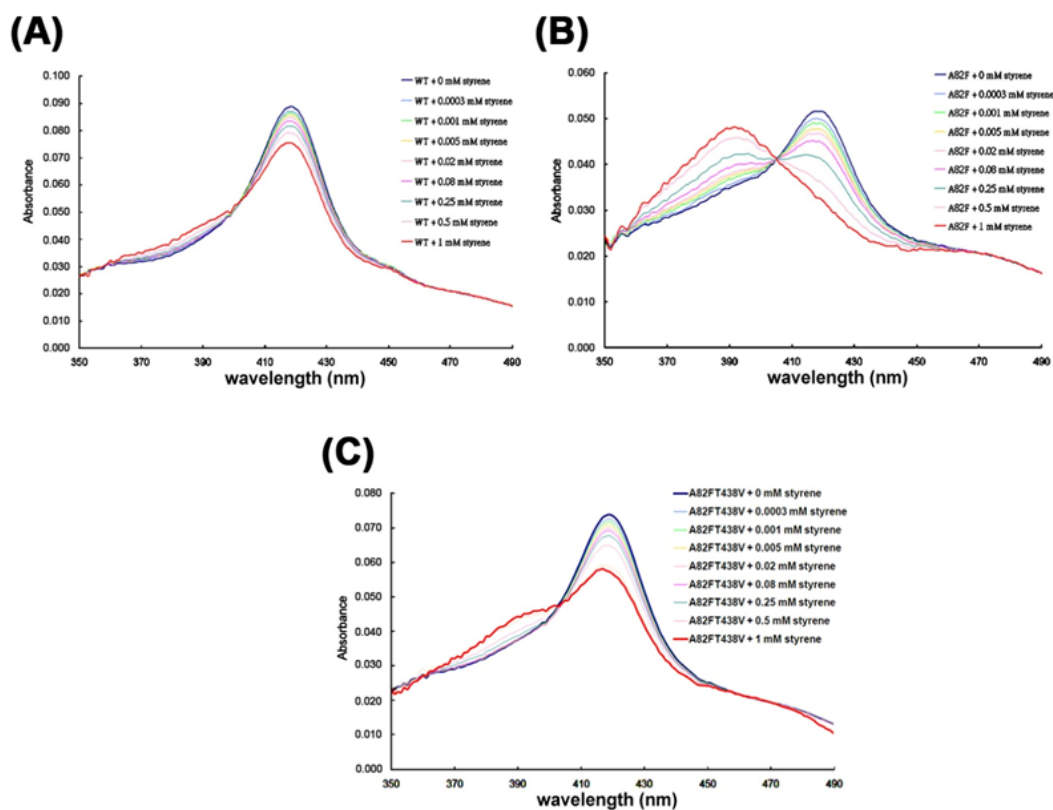 (A)
0.100
0.090
0.080
0.070
0.060
0.050
0.040
0.030
0.020
0.010
0.000
Absorbance
350 370 390 410 430 450 470 490
wavelength (nm)
WT + 0 mM styrene
WT + 0.0003 mM styrene
WT + 0.001 mM styrene
WT + 0.005 mM styrene
WT + 0.02 mM styrene
WT + 0.08 mM styrene
WT + 0.25 mM styrene
WT + 0.5 mM styrene
WT + 1 mM styrene
(B)
0.060
0.050
0.040
0.030
0.020
0.010
0.000
Absorbance
350 370 390 410 430 450 470 490
wavelength (nm)
A82F + 0 mM styrene
A82F + 0.0003 mM styrene
A82F + 0.001 mM styrene
A82F + 0.005 mM styrene
A82F + 0.02 mM styrene
A82F + 0.08 mM styrene
A82F + 0.25 mM styrene
A82F + 0.5 mM styrene
A82F + 1 mM styrene
(C)
0.080
0.070
0.060
0.050
0.040
0.030
0.020
0.010
0.000
Absorbance
350 370 390 410 430 450 470 490
wavelength (nm)
A82FT438V + 0 mM styrene
A82FT438V + 0.0003 mM styrene
A82FT438V + 0.001 mM styrene
A82FT438V + 0.005 mM styrene
A82FT438V + 0.02 mM styrene
A82FT438V + 0.08 mM styrene
A82FT438V + 0.25 mM styrene
A82FT438V + 0.5 mM styrene
A82FT438V + 1 mM styrene